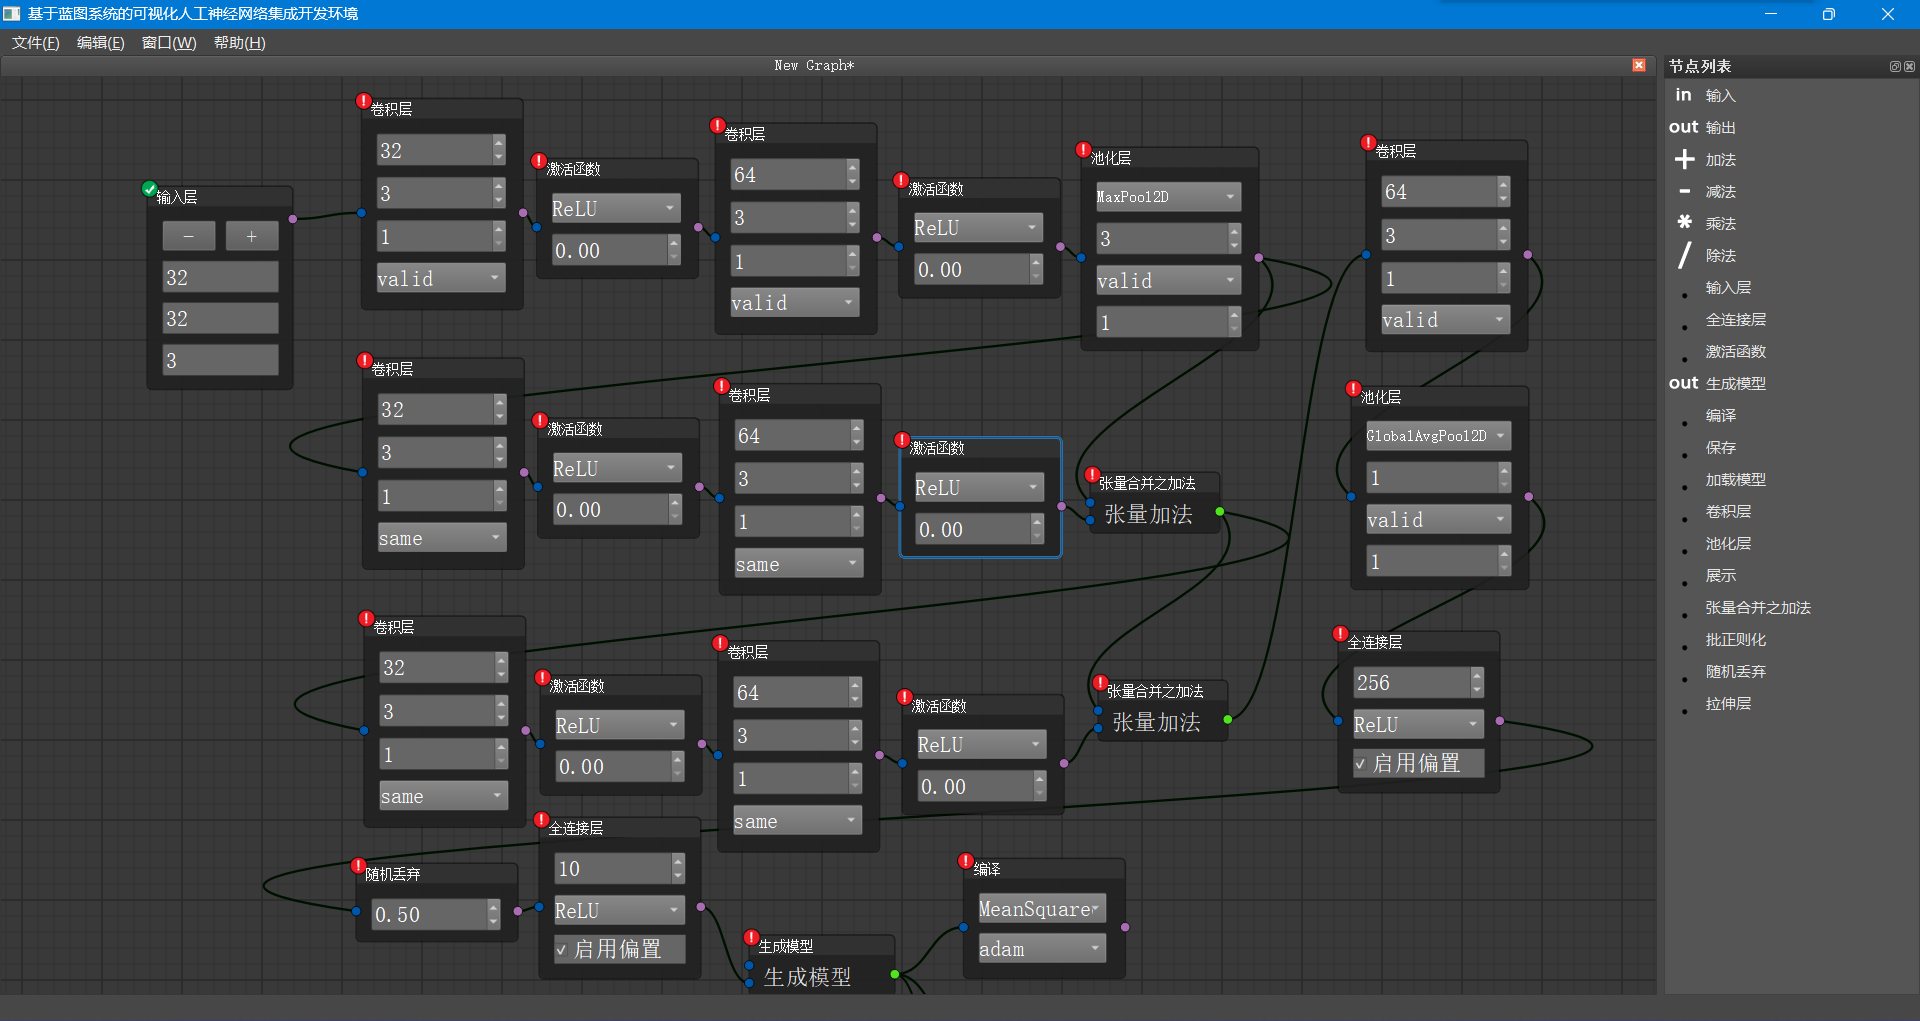 基于蓝图系统的可视化人工神经网络集成开发环境
文件(F) 编辑(E) 窗口(W) 帮助(H)
New Graph*
输入层
-
+
32
32
3
卷积层
32
3
1
valid
激活函数
ReLU
0.00
卷积层
64
3
1
valid
激活函数
ReLU
0.00
池化层
MaxPool2D
3
valid
1
卷积层
64
3
1
valid
卷积层
32
3
1
same
激活函数
ReLU
0.00
卷积层
64
3
1
same
激活函数
ReLU
0.00
张量合并之加法
张量加法
池化层
GlobalAvgPool2D
1
valid
1
卷积层
32
3
1
same
激活函数
ReLU
0.00
卷积层
64
3
1
same
激活函数
ReLU
0.00
张量合并之加法
张量加法
全连接层
256
ReLU
启用偏置
随机丢弃
0.50
全连接层
10
ReLU
启用偏置
生成模型
生成模型
编译
MeanSquare
adam
节点列表
in 输入
out 输出
+ 加法
- 减法
* 乘法
/ 除法
输入层
全连接层
激活函数
out 生成模型
编译
保存
加载模型
卷积层
池化层
展示
张量合并之加法
批正则化
随机丢弃
拉伸层